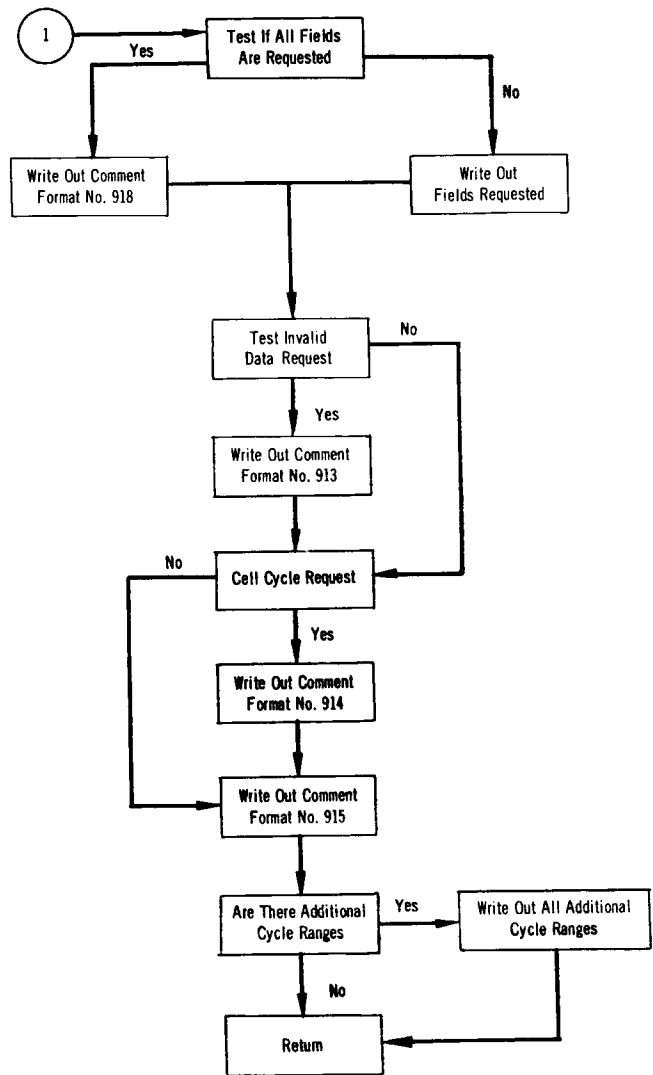 1
Test If All Fields
Are Requested
Yes
No
Write Out Comment
Format No. 918
Write Out
Fields Requested
Test Invalid
Data Request
No
Yes
Write Out Comment
Format No. 913
No
Cell Cycle Request
Yes
Write Out Comment
Format No. 914
Write Out Comment
Format No. 915
Are There Additional
Cycle Ranges
Yes
Write Out All Additional
Cycle Ranges
No
Return